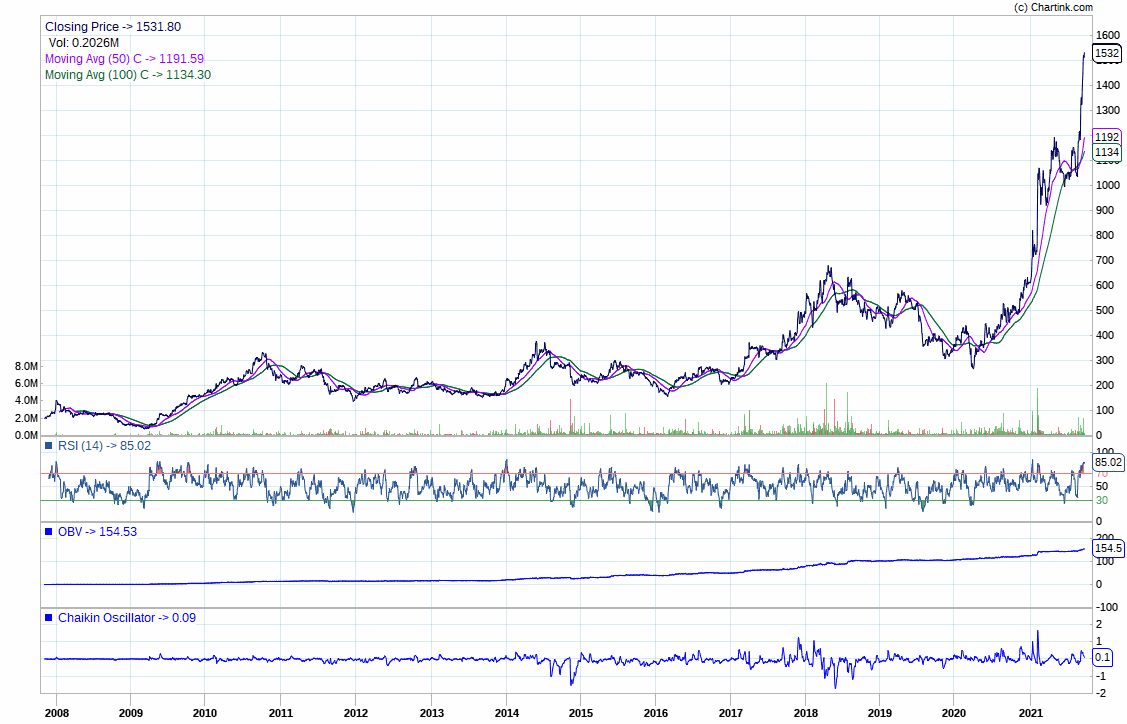 (c) Chartink.com
Closing Price -> 1531.80
Vol: 0.2026M
Moving Avg (50) C -> 1191.59
Moving Avg (100) C -> 1134.30
1600
1532
1400
1300
1192
1134
1000
900
800
700
600
500
400
300
200
100
0
8.0M
6.0M
4.0M
2.0M
0.0M
RSI (14) -> 85.02
100
85.02
70
50
30
0
OBV -> 154.53
200
154.5
100
0
-100
Chaikin Oscillator -> 0.09
2
1
0.1
-1
-2
2008 2009 2010 2011 2012 2013 2014 2015 2016 2017 2018 2019 2020 2021